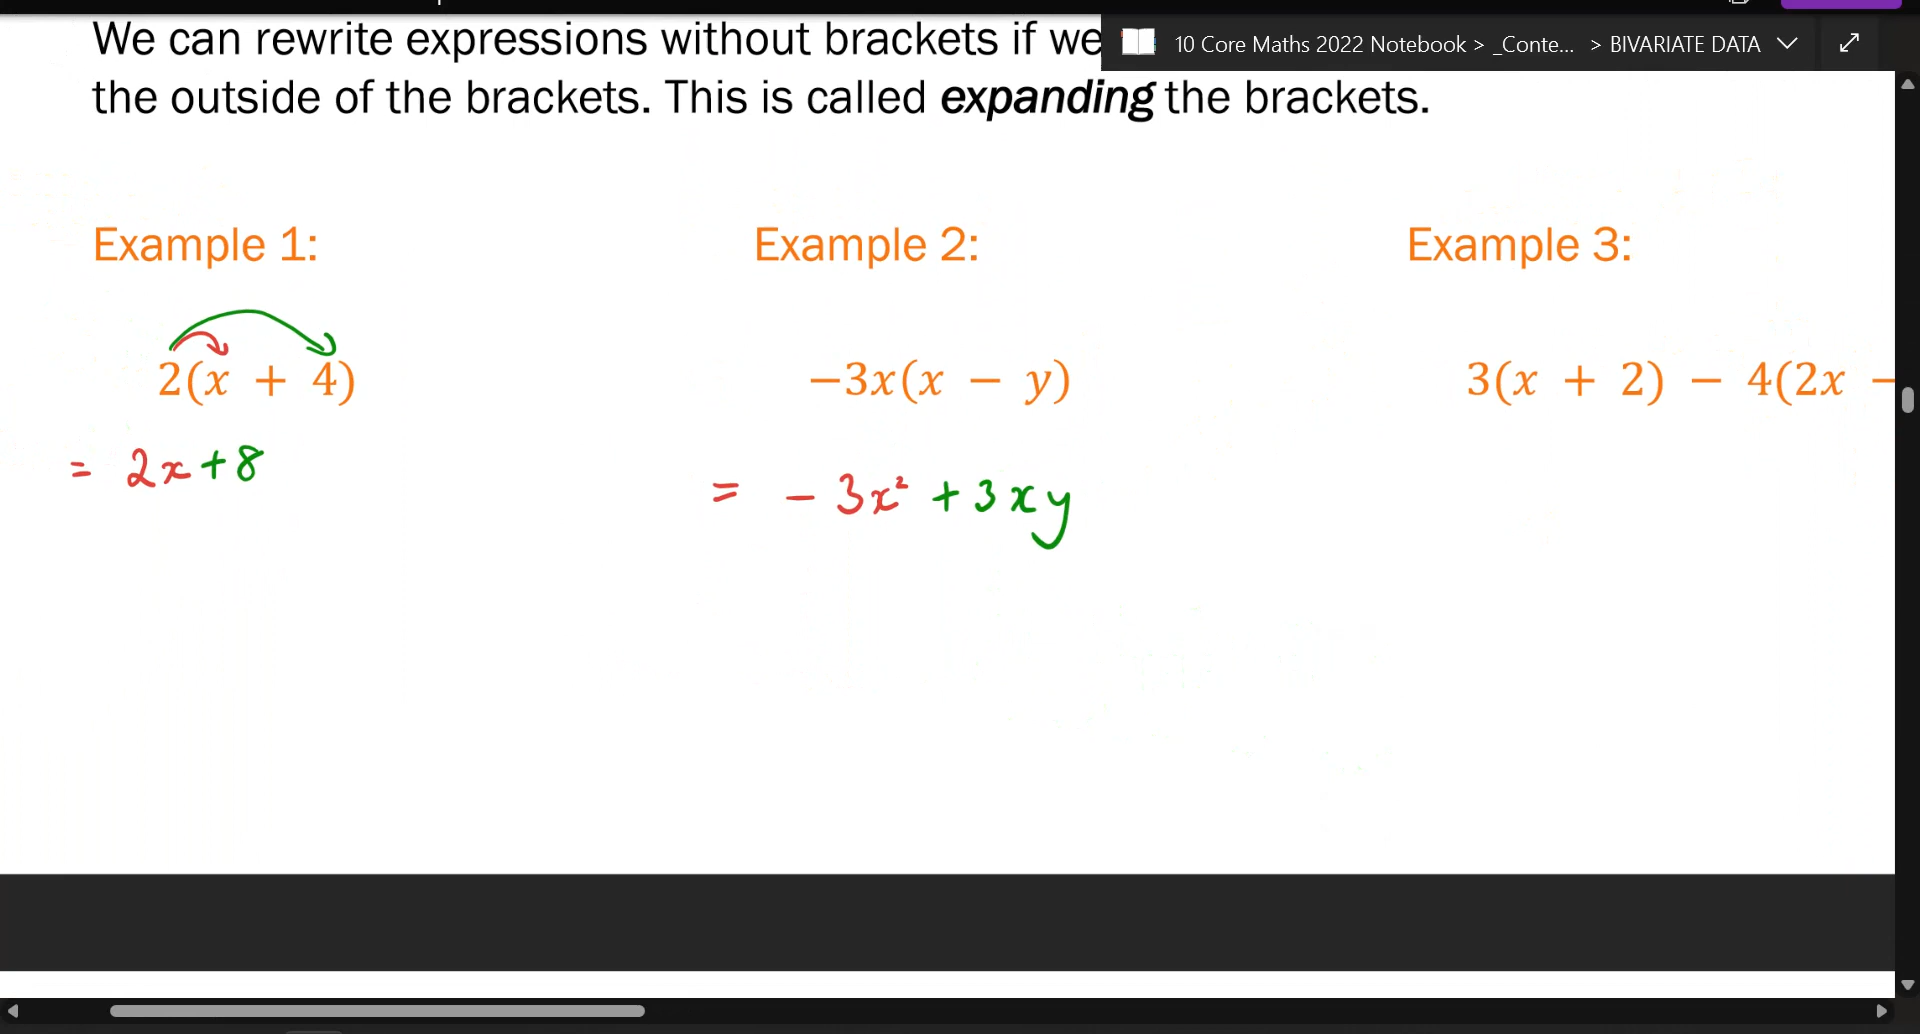 We can rewrite expressions without brackets if we
10 Core Maths 2022 Notebook > _Conte... > BIVARIATE DATA
the outside of the brackets. This is called expanding the brackets.
Example 1:
Example 2:
Example 3:
2(x + 4)
−3x(x − y)
3(x + 2) − 4(2x −
= 2x + 8
= − 3x² + 3xy